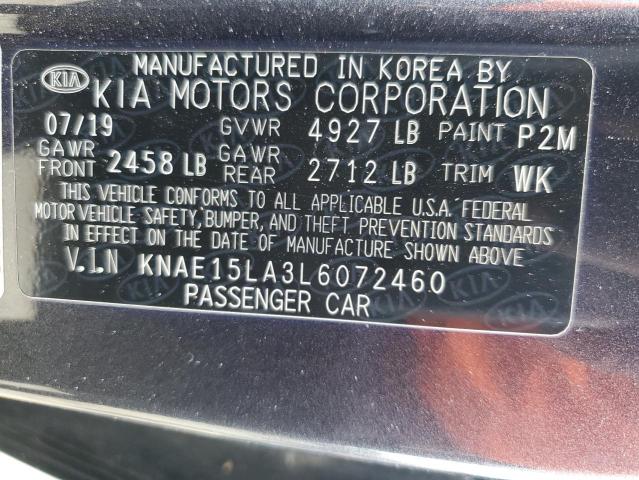 MANUFACTURED IN KOREA BY
KIA KIA MOTORS CORPORATION
07/19 GVWR 4927 LB PAINT P2M
GAWR FRONT 2458 LB GAWR REAR 2712 LB TRIM WK
THIS VEHICLE CONFORMS TO ALL APPLICABLE U.S.A. FEDERAL
MOTOR VEHICLE SAFETY, BUMPER, AND THEFT PREVENTION STANDARDS
IN EFFECT ON THE DATE OF MANUFACTURE SHOWN ABOVE
V.I.N KNAE15LA3L6072460
PASSENGER CAR